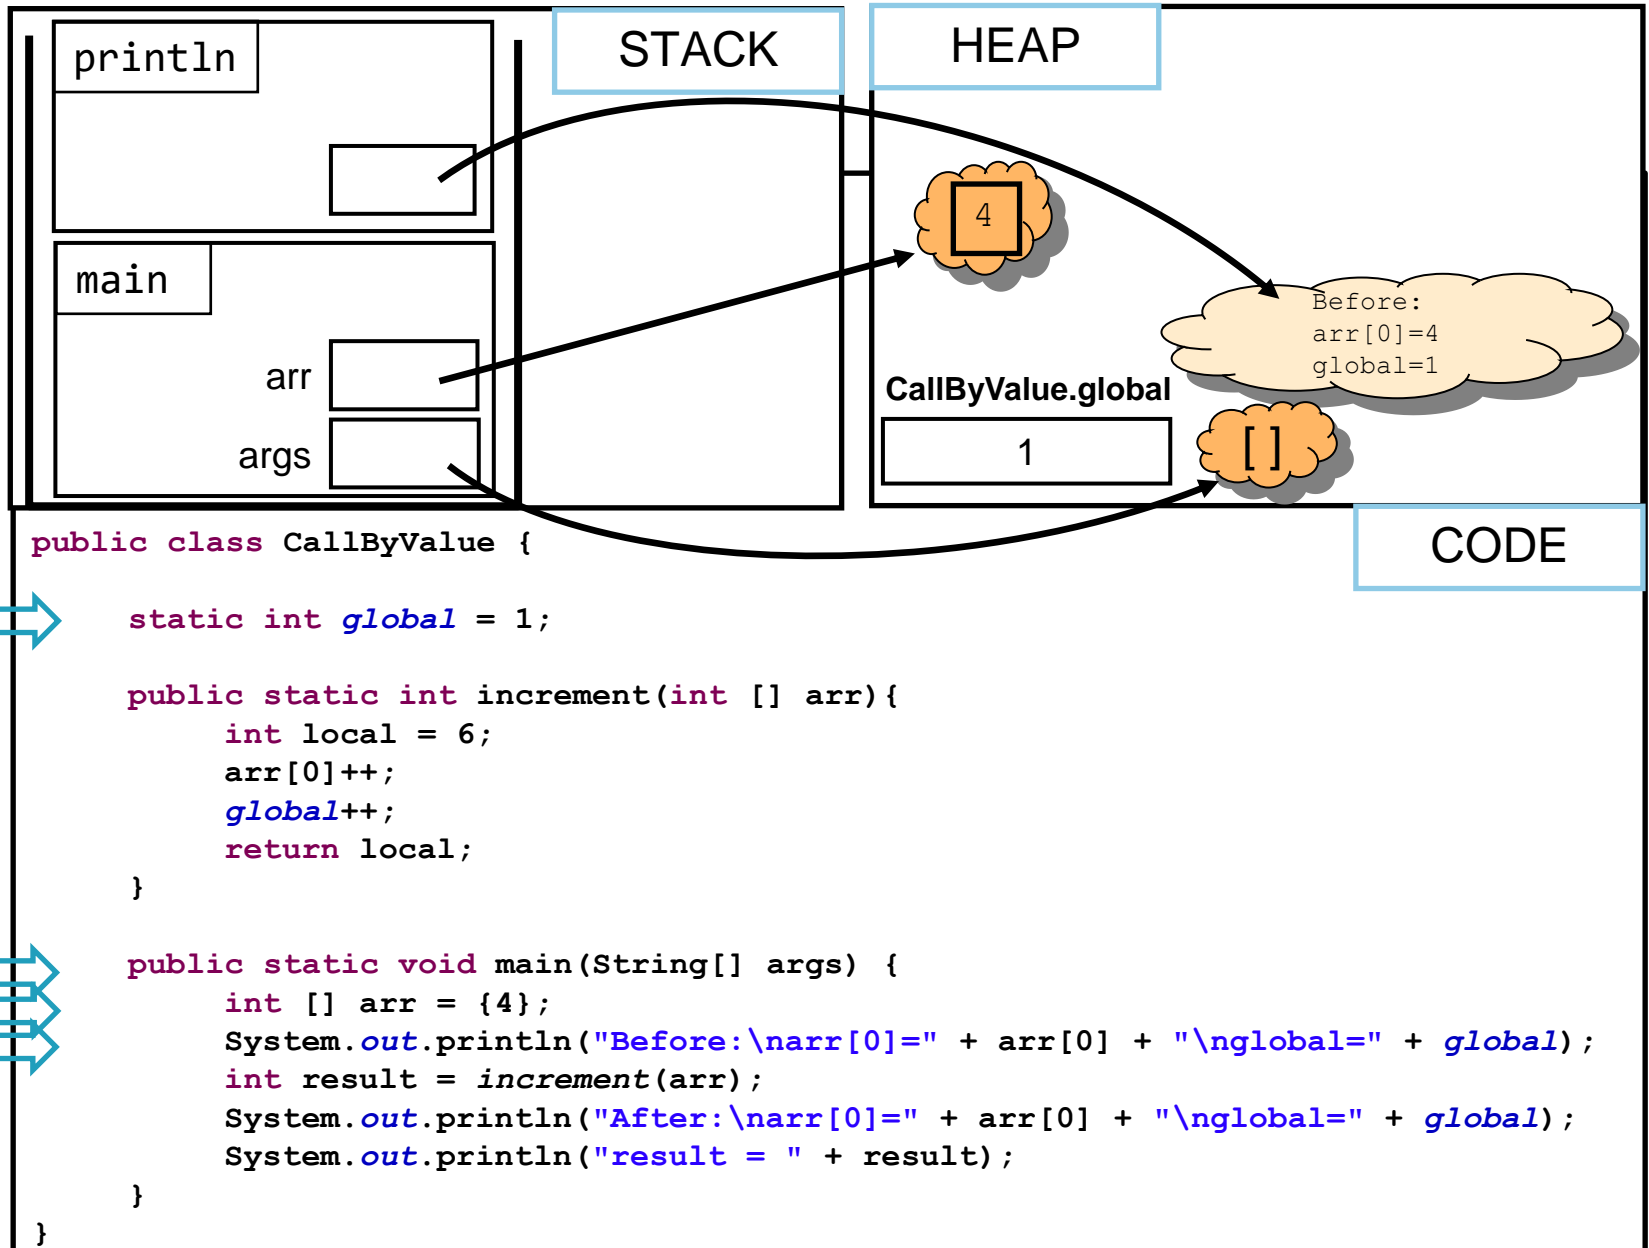 STACK
HEAP
println
main
arr
args
4
Before:
arr[0]=4
global=1
CallByValue.global
1
[]
CODE
public class CallByValue {
static int global = 1;
public static int increment(int [] arr){
int local = 6;
arr[0]++;
global++;
return local;
}
public static void main(String[] args) {
int [] arr = {4};
System.out.println("Before:\narr[0]=" + arr[0] + "\nglobal=" + global);
int result = increment(arr);
System.out.println("After:\narr[0]=" + arr[0] + "\nglobal=" + global);
System.out.println("result = " + result);
}
}